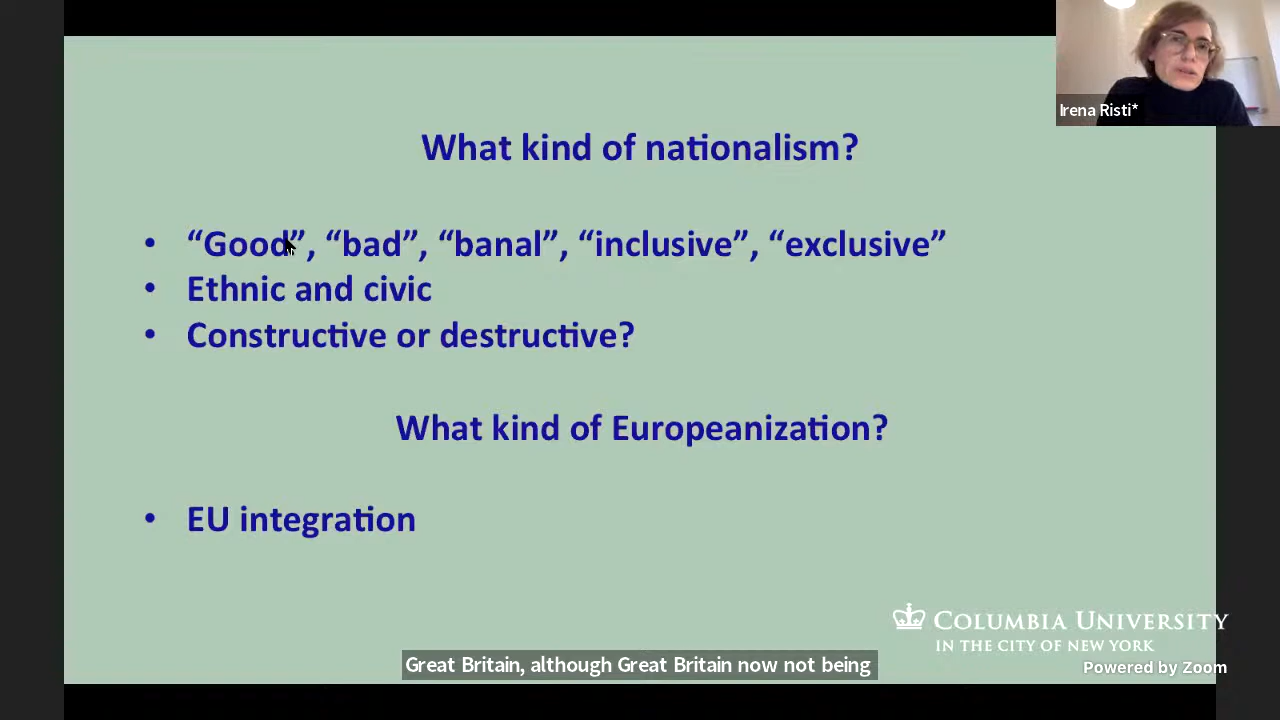 Irena Risti*
What kind of nationalism?
• “Good”, “bad”, “banal”, “inclusive”, “exclusive”
• Ethnic and civic
• Constructive or destructive?
What kind of Europeanization?
• EU integration
COLUMBIA UNIVERSITY
IN THE CITY OF NEW YORK
Great Britain, although Great Britain now not being
Powered by Zoom